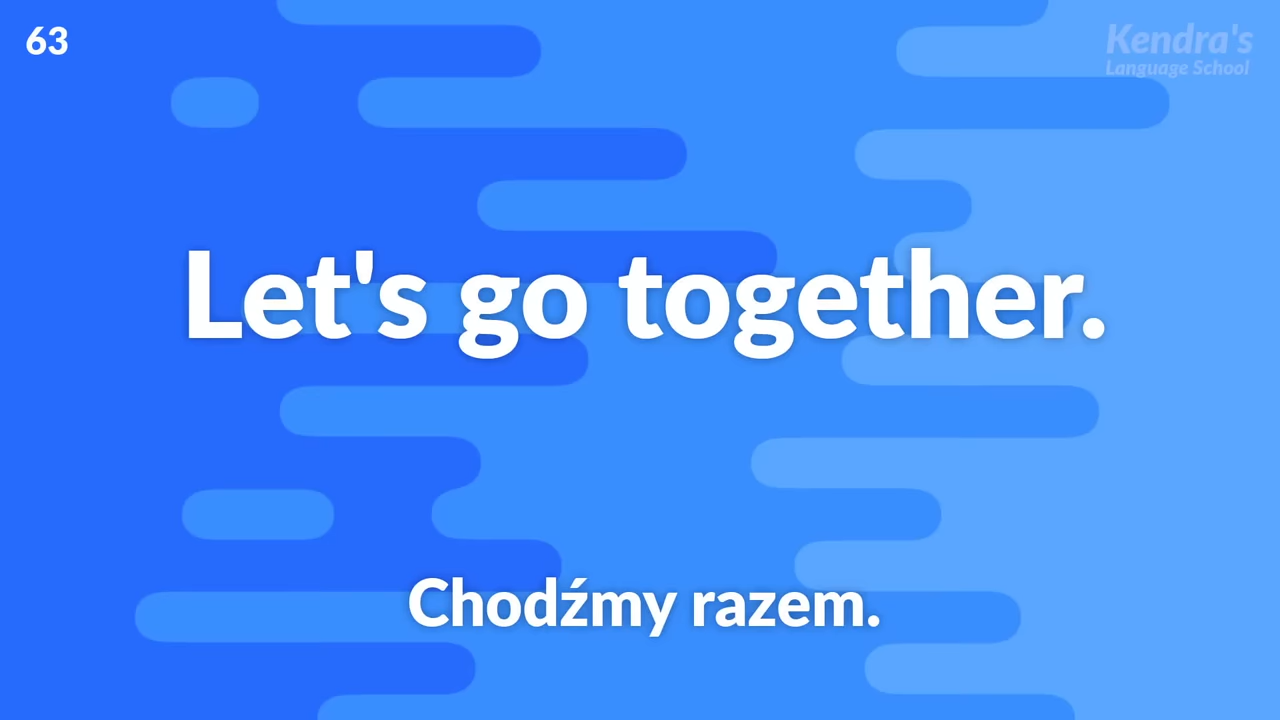 63
Kendra's
Language School
Let's go together.
Chodźmy razem.